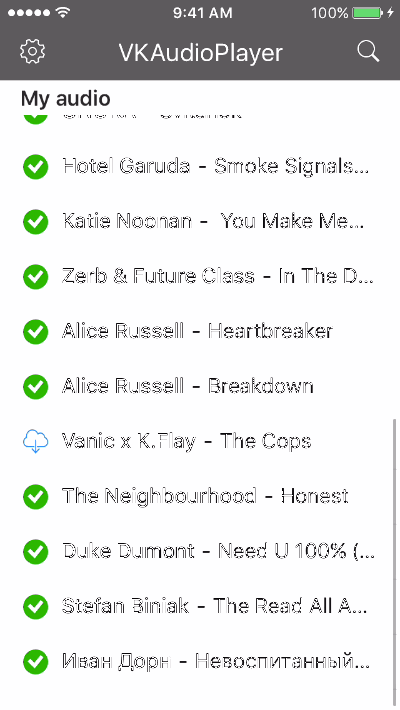 9:41 AM
100%
VKAudioPlayer
My audio
Hotel Garuda - Smoke Signals...
Katie Noonan - You Make Me...
Zerb & Future Class - In The D...
Alice Russell - Heartbreaker
Alice Russell - Breakdown
Vanic x K.Flay - The Cops
The Neighbourhood - Honest
Duke Dumont - Need U 100% (...
Stefan Biniak - The Read All A...
Иван Дорн - Невоспитанный...